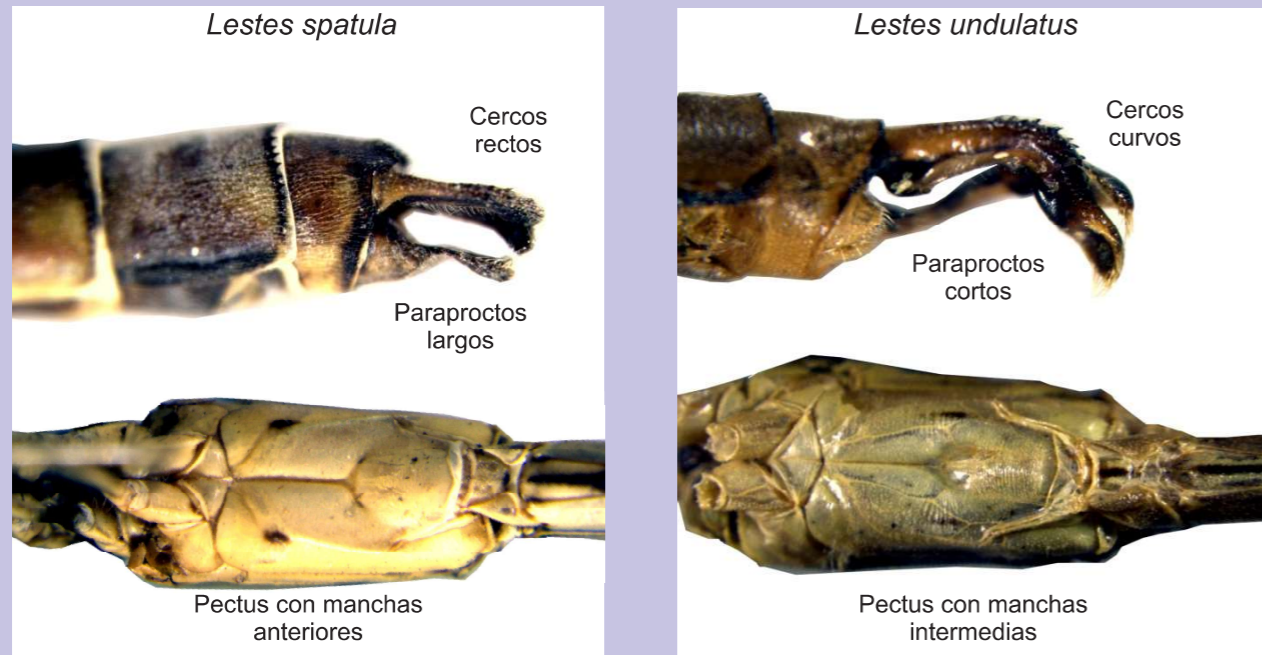 Lestes spatula
Cercos
rectos
Paraproctos
largos
Pectus con manchas
anteriores
Lestes undulatus
Cercos
curvos
Paraproctos
cortos
Pectus con manchas
intermedias